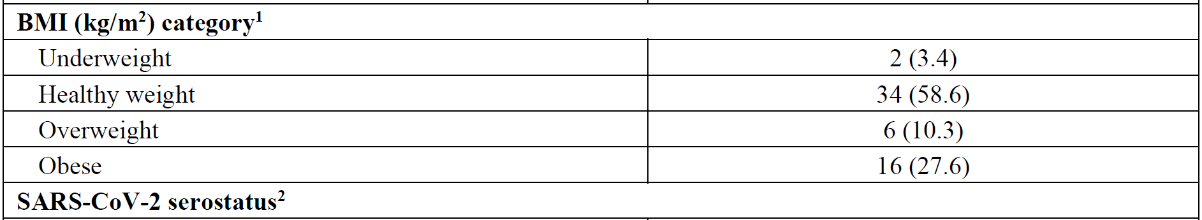 BMI (kg/m²) category¹
Underweight 2 (3.4)
Healthy weight 34 (58.6)
Overweight 6 (10.3)
Obese 16 (27.6)
SARS-CoV-2 serostatus²